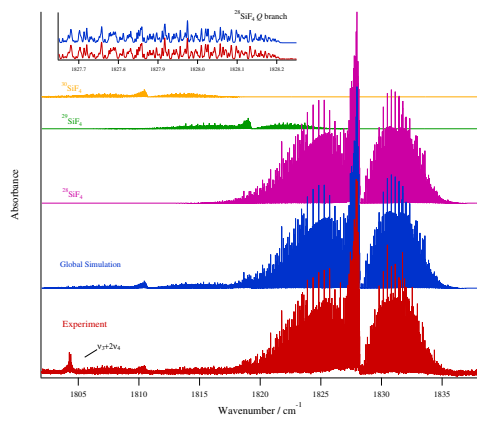 ²⁸SiF₄ Q branch
1827.7 1827.8 1827.9 1828.0 1828.1 1828.2
³⁰SiF₄
²⁹SiF₄
²⁸SiF₄
Global Simulation
Experiment
ν₃+2ν₄
Absorbance
1805 1810 1815 1820 1825 1830 1835
Wavenumber / cm⁻¹